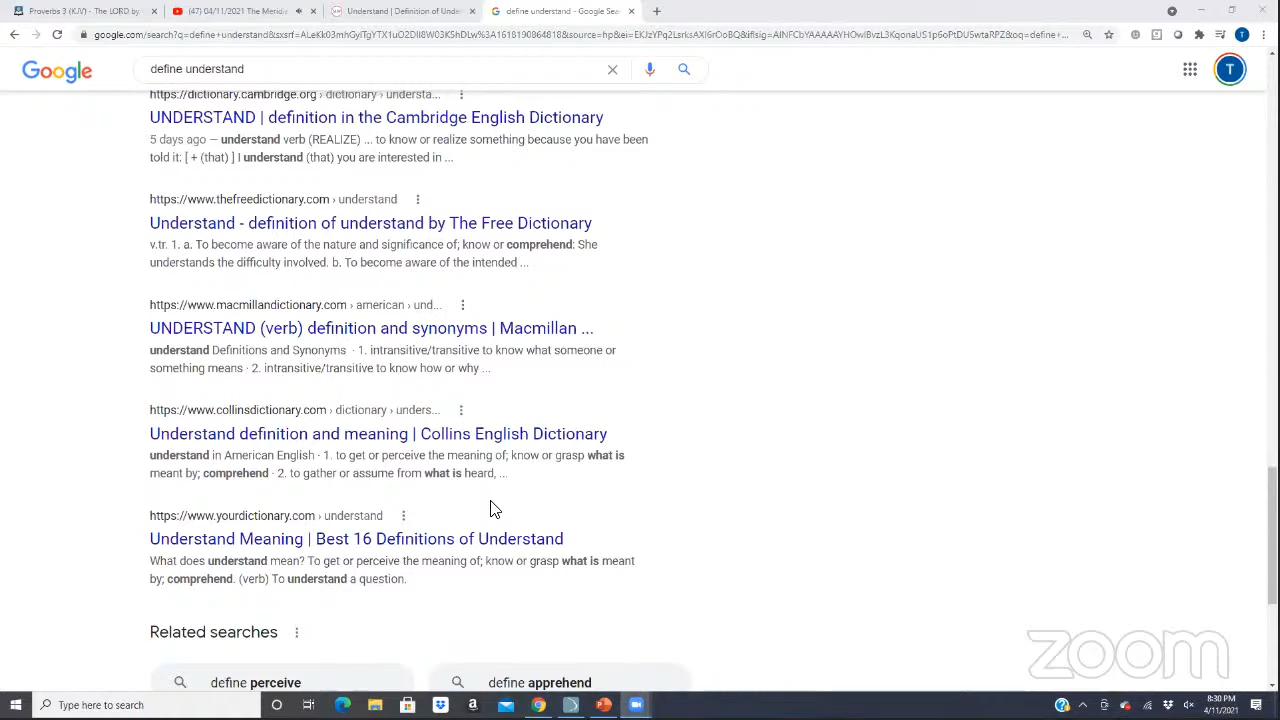 Proverbs 3 (KJV) - The LORD by
(47) 04/11/2021 The Meridia
Understand | Definition of Under
define understand - Google Sea
google.com/search?q=define+understand&sxsrf=
Google
define understand
T
https://dictionary.cambridge.org › dictionary › understa...
UNDERSTAND | definition in the Cambridge English Dictionary
5 days ago — understand verb (REALIZE) ... to know or realize something because you have been
told it: [ + (that) ] I understand (that) you are interested in ...
https://www.thefreedictionary.com › understand
Understand - definition of understand by The Free Dictionary
v.tr. 1. a. To become aware of the nature and significance of; know or comprehend: She
understands the difficulty involved. b. To become aware of the intended ...
https://www.macmillandictionary.com › american › und...
UNDERSTAND (verb) definition and synonyms | Macmillan ...
understand Definitions and Synonyms · 1. intransitive/transitive to know what someone or
something means · 2. intransitive/transitive to know how or why ...
https://www.collinsdictionary.com › dictionary › unders...
Understand definition and meaning | Collins English Dictionary
understand in American English · 1. to get or perceive the meaning of; know or grasp what is
meant by; comprehend · 2. to gather or assume from what is heard, ...
https://www.yourdictionary.com › understand
Understand Meaning | Best 16 Definitions of Understand
What does understand mean? To get or perceive the meaning of; know or grasp what is meant
by; comprehend. (verb) To understand a question.
Related searches
define perceive
define apprehend
zoom
Type here to search
8:30 PM
4/11/2021